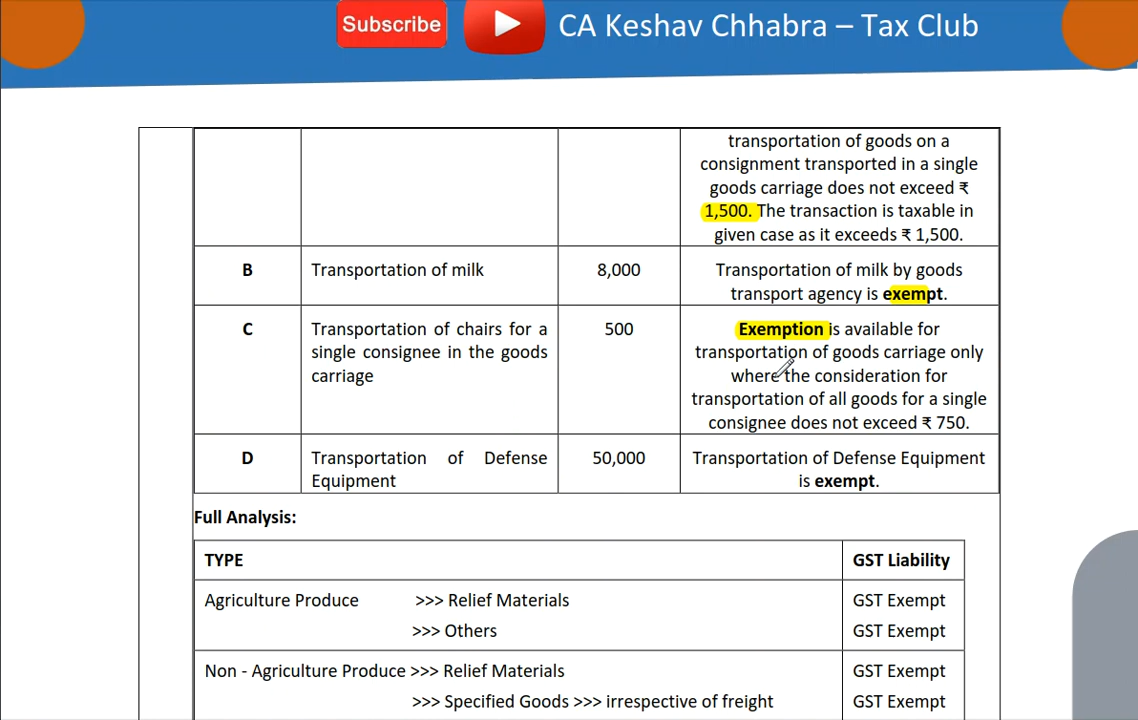 Subscribe CA Keshav Chhabra – Tax Club
transportation of goods on a
consignment transported in a single
goods carriage does not exceed ₹
1,500. The transaction is taxable in
given case as it exceeds ₹ 1,500.
B Transportation of milk 8,000 Transportation of milk by goods
transport agency is exempt.
C Transportation of chairs for a 500 Exemption is available for
single consignee in the goods transportation of goods carriage only
carriage where the consideration for
transportation of all goods for a single
consignee does not exceed ₹ 750.
D Transportation of Defense 50,000 Transportation of Defense Equipment
Equipment is exempt.
Full Analysis:
TYPE GST Liability
Agriculture Produce >>> Relief Materials GST Exempt
>>> Others GST Exempt
Non - Agriculture Produce >>> Relief Materials GST Exempt
>>> Specified Goods >>> irrespective of freight GST Exempt